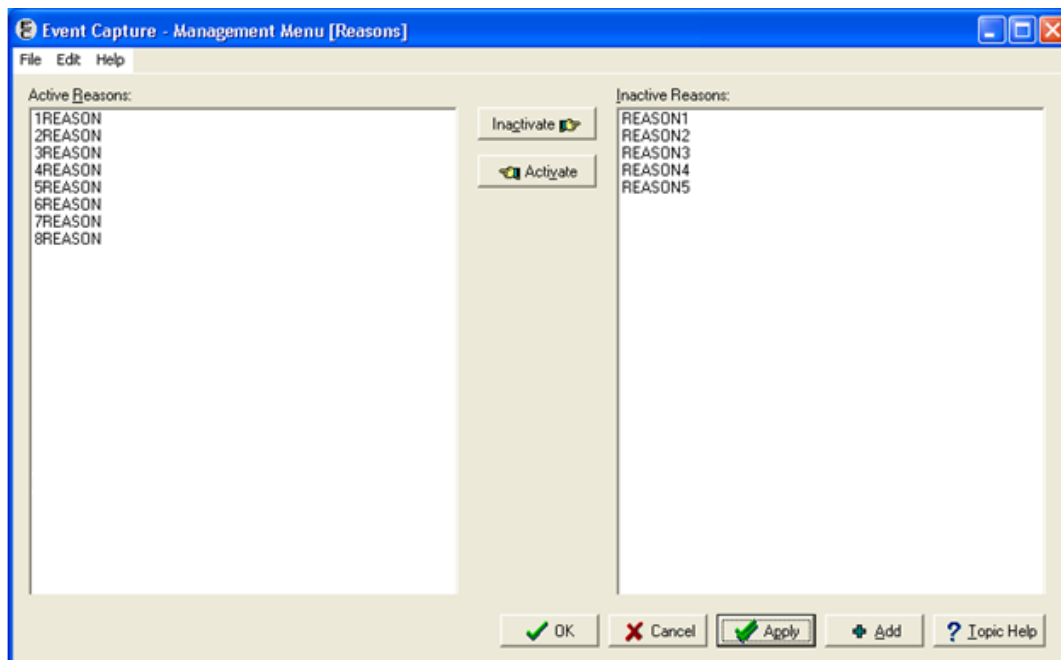 Event Capture - Management Menu [Reasons]
File Edit Help
Active Reasons:
1REASON
2REASON
3REASON
4REASON
5REASON
6REASON
7REASON
8REASON
Inactivate
Activate
Inactive Reasons:
REASON1
REASON2
REASON3
REASON4
REASON5
OK Cancel Apply Add Topic Help